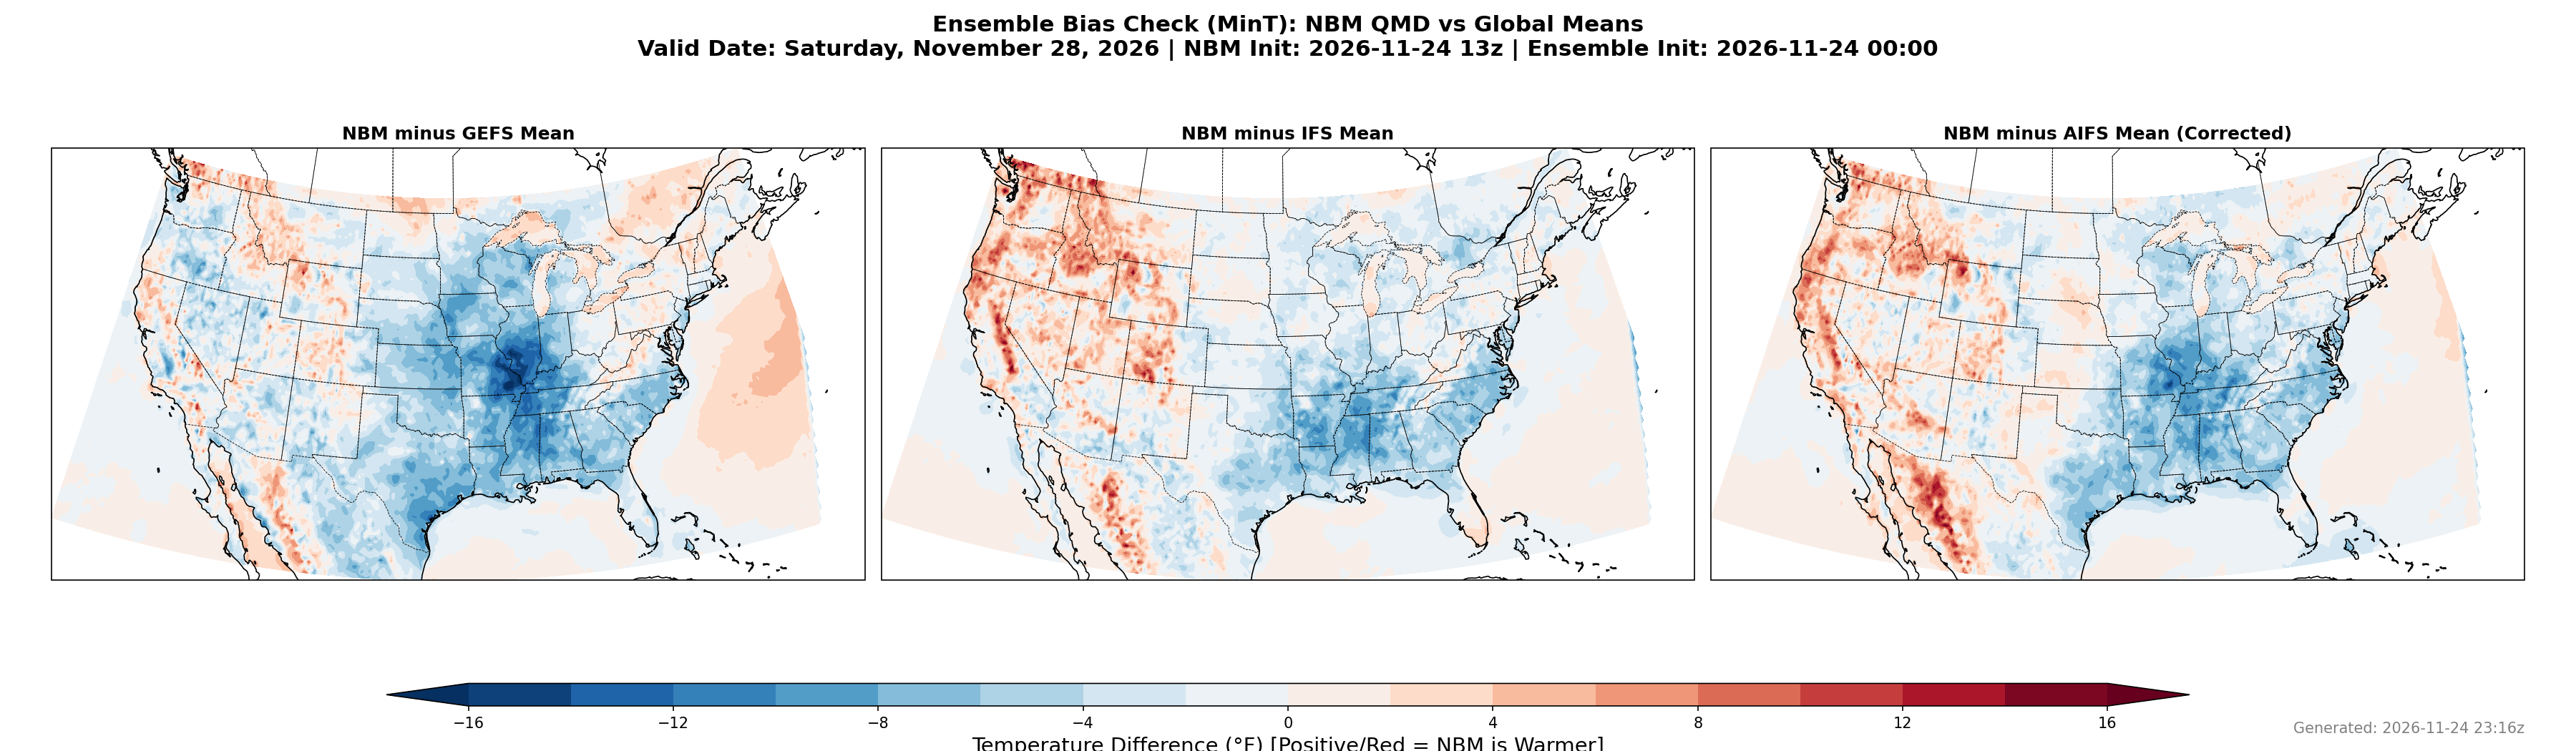 Ensemble Bias Check (MinT): NBM QMD vs Global Means
Valid Date: Saturday, November 28, 2026 | NBM Init: 2026-11-24 13z | Ensemble Init: 2026-11-24 00:00
NBM minus GEFS Mean
NBM minus IFS Mean
NBM minus AIFS Mean (Corrected)
−16 −12 −8 −4 0 4 8 12 16
Generated: 2026-11-24 23:16z
Temperature Difference (°F) [Positive/Red = NBM is Warmer]